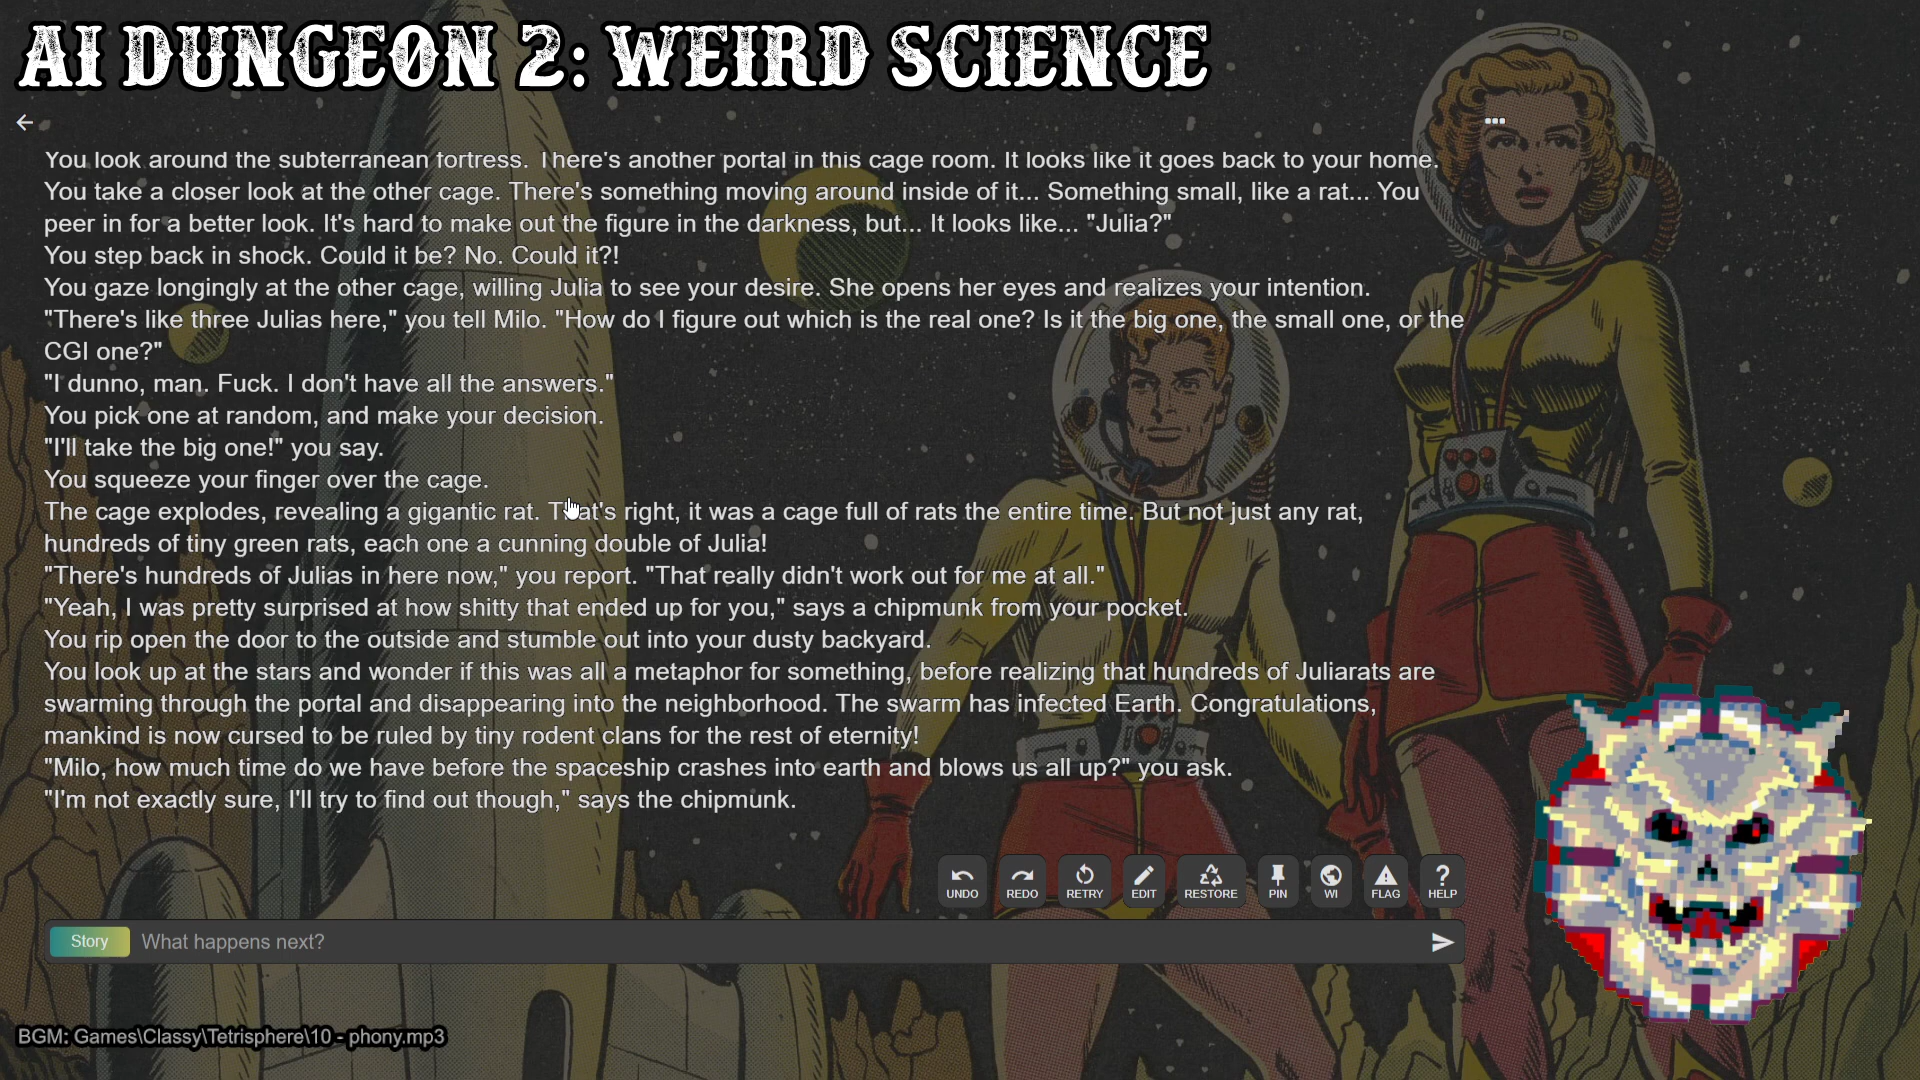 AI DUNGEON 2: WEIRD SCIENCE
You look around the subterranean fortress. There's another portal in this cage room. It looks like it goes back to your home.
You take a closer look at the other cage. There's something moving around inside of it... Something small, like a rat... You
peer in for a better look. It's hard to make out the figure in the darkness, but... It looks like... "Julia?"
You step back in shock. Could it be? No. Could it?!
You gaze longingly at the other cage, willing Julia to see your desire. She opens her eyes and realizes your intention.
"There's like three Julias here," you tell Milo. "How do I figure out which is the real one? Is it the big one, the small one, or the
CGI one?"
"I dunno, man. Fuck. I don't have all the answers."
You pick one at random, and make your decision.
"I'll take the big one!" you say.
You squeeze your finger over the cage.
The cage explodes, revealing a gigantic rat. That's right, it was a cage full of rats the entire time. But not just any rat,
hundreds of tiny green rats, each one a cunning double of Julia!
"There's hundreds of Julias in here now," you report. "That really didn't work out for me at all."
"Yeah, I was pretty surprised at how shitty that ended up for you," says a chipmunk from your pocket.
You rip open the door to the outside and stumble out into your dusty backyard.
You look up at the stars and wonder if this was all a metaphor for something, before realizing that hundreds of Juliarats are
swarming through the portal and disappearing into the neighborhood. The swarm has infected Earth. Congratulations,
mankind is now cursed to be ruled by tiny rodent clans for the rest of eternity!
"Milo, how much time do we have before the spaceship crashes into earth and blows us all up?" you ask.
"I'm not exactly sure, I'll try to find out though," says the chipmunk.
UNDO REDO RETRY EDIT RESTORE PIN WI FLAG HELP
Story What happens next?
BGM: Games\Classy\Tetrisphere\10 - phony.mp3